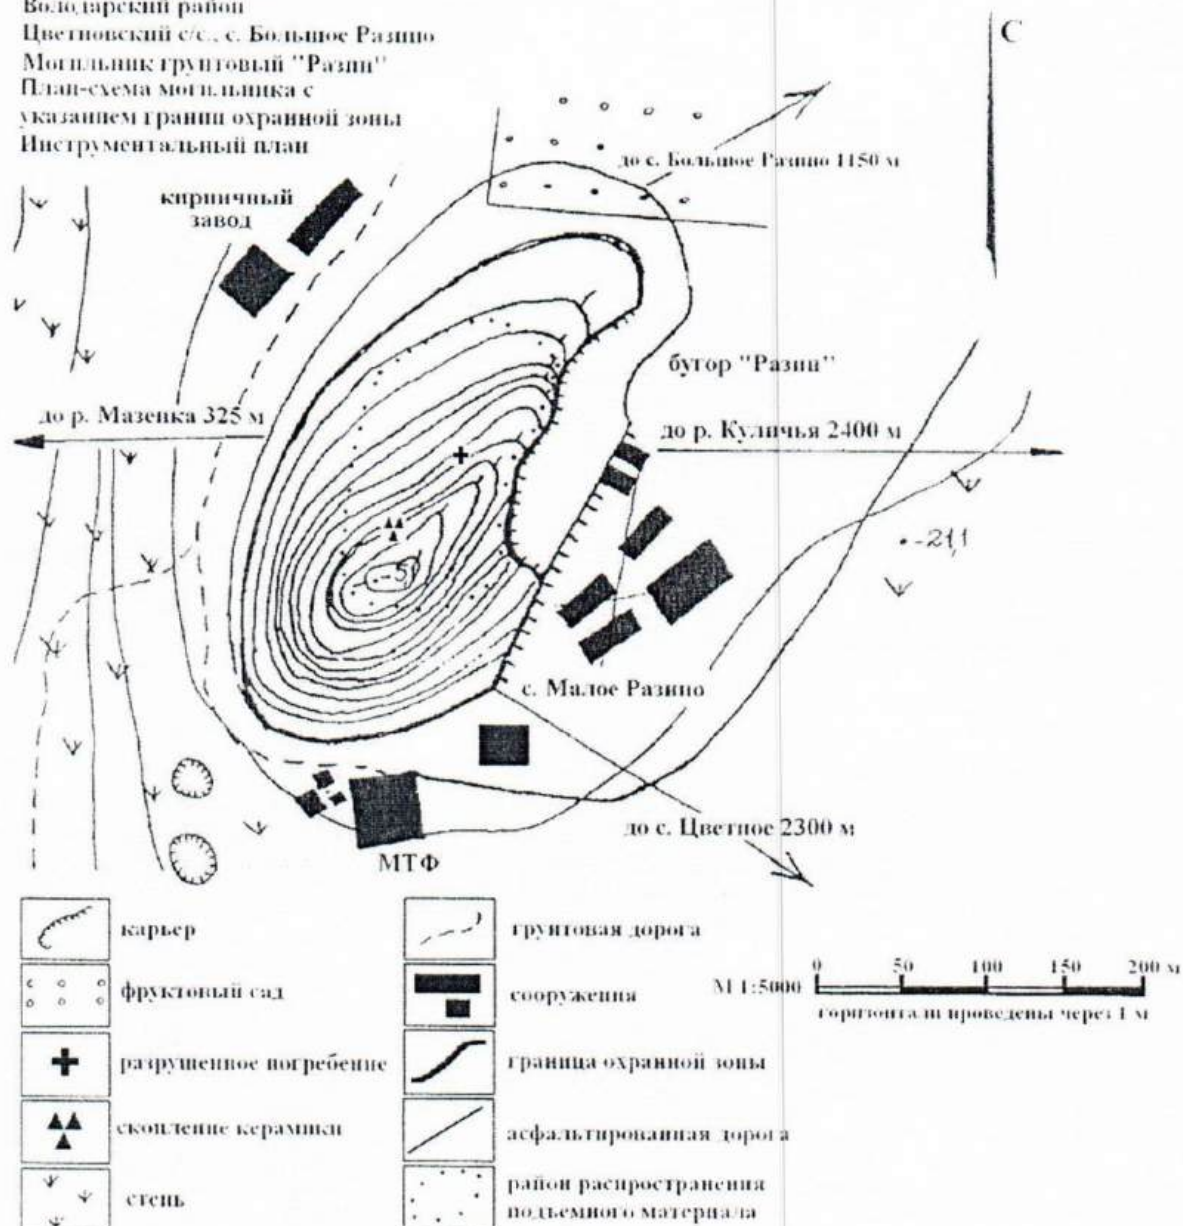 Володарский район
Цветновский с/с., с. Большое Разино
Могильник грунтовый "Разин"
План-схема могильника с
указанием границ охранной зоны
Инструментальный план
С
до с. Большое Разино 1150 м
кирпичный
завод
бугор "Разин"
до р. Мазенка 325 м
до р. Куличья 2400 м
-21,1
с. Малое Разино
до с. Цветное 2300 м
МТФ
карьер
грунтовая дорога
фруктовый сад
сооружения
М 1:5000
0 50 100 150 200 м
горизонтали проведены через 1 м
разрушенное погребение
граница охранной зоны
скопление керамики
асфальтированная дорога
степь
район распространения
подъемного материала